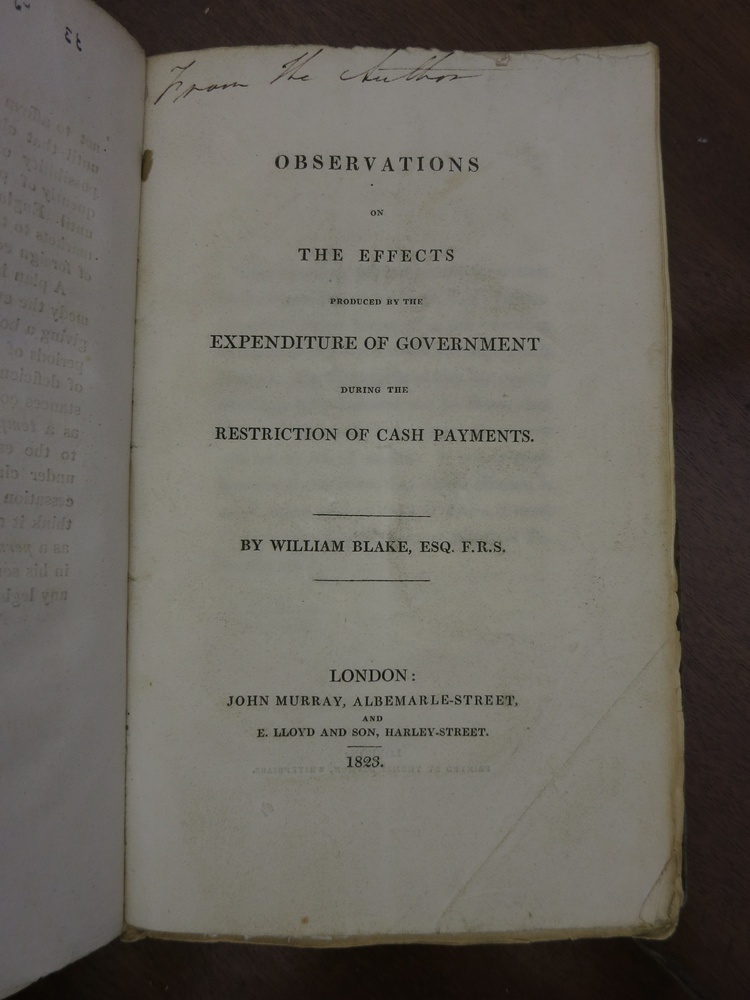 From the Author
OBSERVATIONS
ON
THE EFFECTS
PRODUCED BY THE
EXPENDITURE OF GOVERNMENT
DURING THE
RESTRICTION OF CASH PAYMENTS.
BY WILLIAM BLAKE, ESQ. F.R.S.
LONDON:
JOHN MURRAY, ALBEMARLE-STREET,
AND
E. LLOYD AND SON, HARLEY-STREET.
1823.